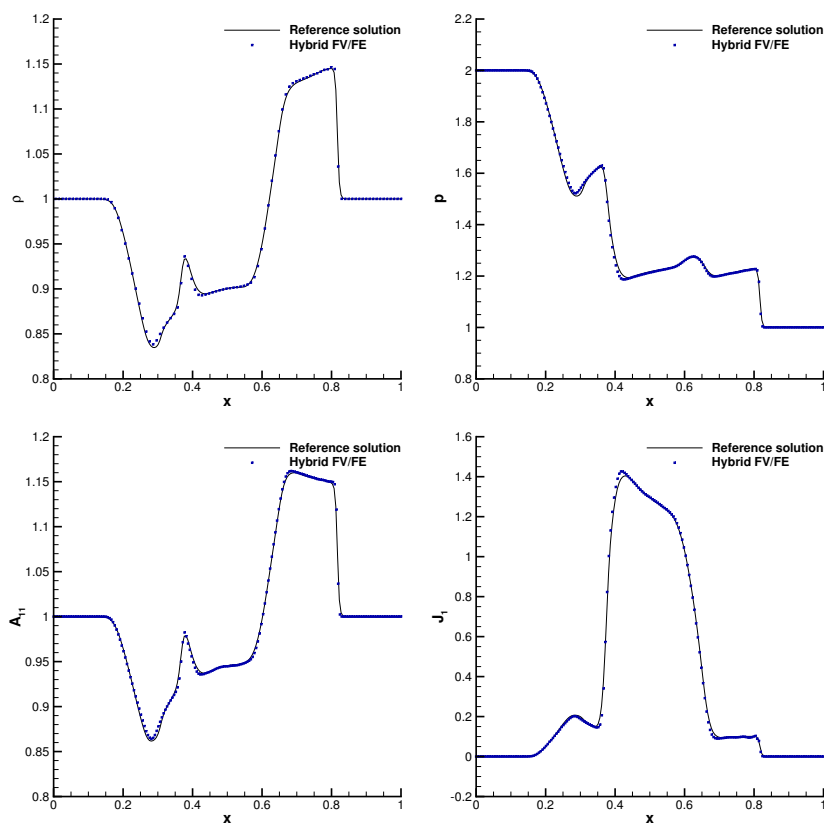 1.2
1.15
1.1
1.05
1
0.95
0.9
0.85
0.8
ρ
Reference solution
Hybrid FV/FE
0 0.2 0.4 0.6 0.8 1
x
2.2
2
1.8
1.6
1.4
1.2
1
0.8
p
Reference solution
Hybrid FV/FE
0 0.2 0.4 0.6 0.8 1
x
1.2
1.15
1.1
1.05
1
0.95
0.9
0.85
0.8
A11
Reference solution
Hybrid FV/FE
0 0.2 0.4 0.6 0.8 1
x
1.6
1.4
1.2
1
0.8
0.6
0.4
0.2
0
-0.2
J1
Reference solution
Hybrid FV/FE
0 0.2 0.4 0.6 0.8 1
x